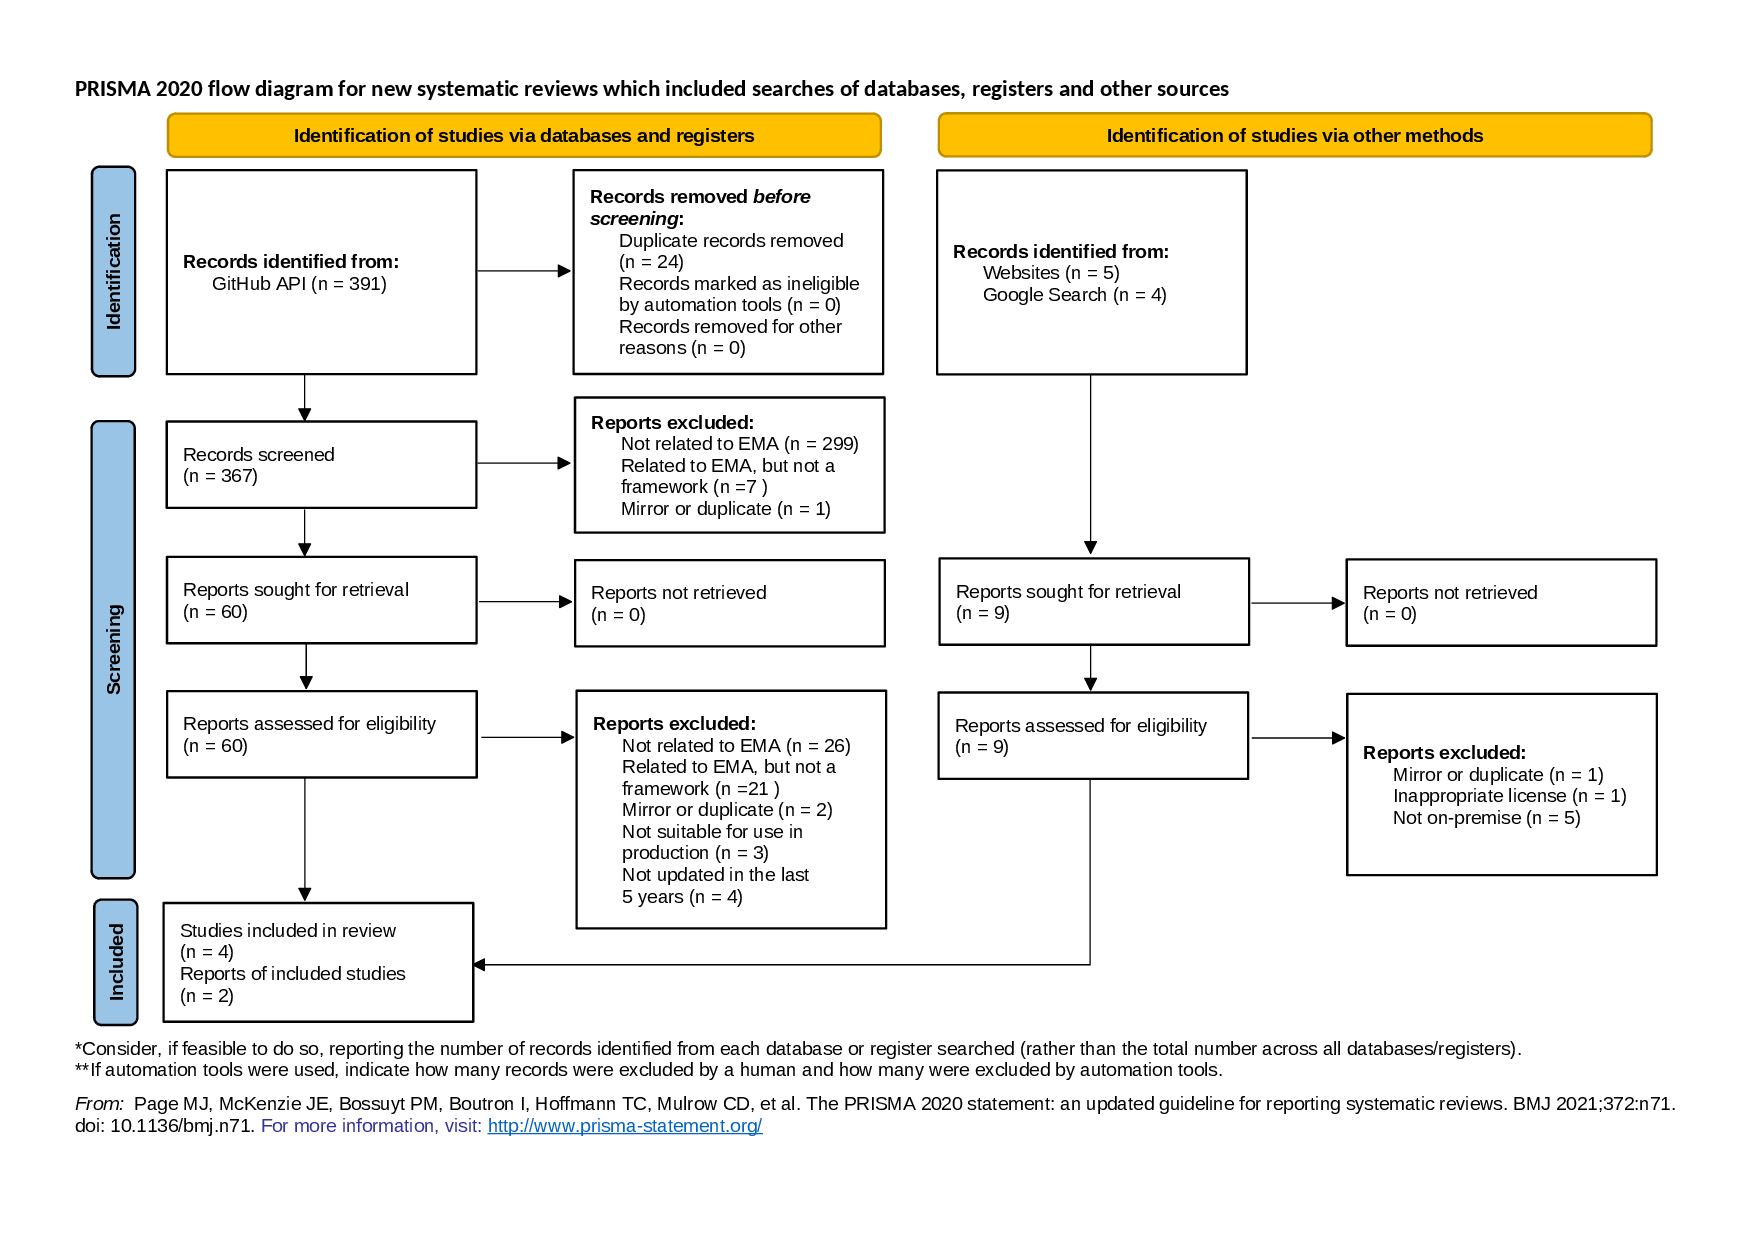 PRISMA 2020 flow diagram for new systematic reviews which included searches of databases, registers and other sources
Identification of studies via databases and registers
Identification of studies via other methods
Identification
Records identified from:
GitHub API (n = 391)
Records removed before
screening:
Duplicate records removed
(n = 24)
Records marked as ineligible
by automation tools (n = 0)
Records removed for other
reasons (n = 0)
Records identified from:
Websites (n = 5)
Google Search (n = 4)
Screening
Records screened
(n = 367)
Reports excluded:
Not related to EMA (n = 299)
Related to EMA, but not a
framework (n =7 )
Mirror or duplicate (n = 1)
Reports sought for retrieval
(n = 60)
Reports not retrieved
(n = 0)
Reports sought for retrieval
(n = 9)
Reports not retrieved
(n = 0)
Reports assessed for eligibility
(n = 60)
Reports excluded:
Not related to EMA (n = 26)
Related to EMA, but not a
framework (n =21 )
Mirror or duplicate (n = 2)
Not suitable for use in
production (n = 3)
Not updated in the last
5 years (n = 4)
Reports assessed for eligibility
(n = 9)
Reports excluded:
Mirror or duplicate (n = 1)
Inappropriate license (n = 1)
Not on-premise (n = 5)
Included
Studies included in review
(n = 4)
Reports of included studies
(n = 2)
*Consider, if feasible to do so, reporting the number of records identified from each database or register searched (rather than the total number across all databases/registers).
**If automation tools were used, indicate how many records were excluded by a human and how many were excluded by automation tools.
From: Page MJ, McKenzie JE, Bossuyt PM, Boutron I, Hoffmann TC, Mulrow CD, et al. The PRISMA 2020 statement: an updated guideline for reporting systematic reviews. BMJ 2021;372:n71.
doi: 10.1136/bmj.n71. For more information, visit: http://www.prisma-statement.org/